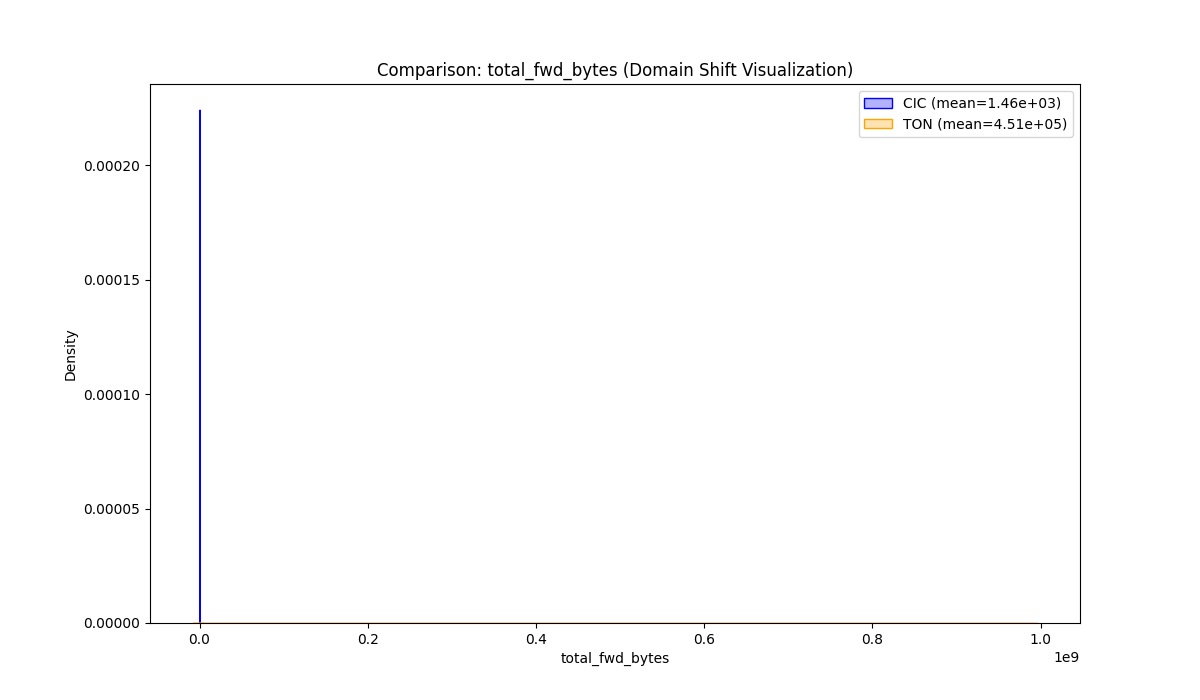 Comparison: total_fwd_bytes (Domain Shift Visualization)
CIC (mean=1.46e+03)
TON (mean=4.51e+05)
0.00020
0.00015
0.00010
0.00005
0.00000
Density
0.0 0.2 0.4 0.6 0.8 1.0
1e9
total_fwd_bytes